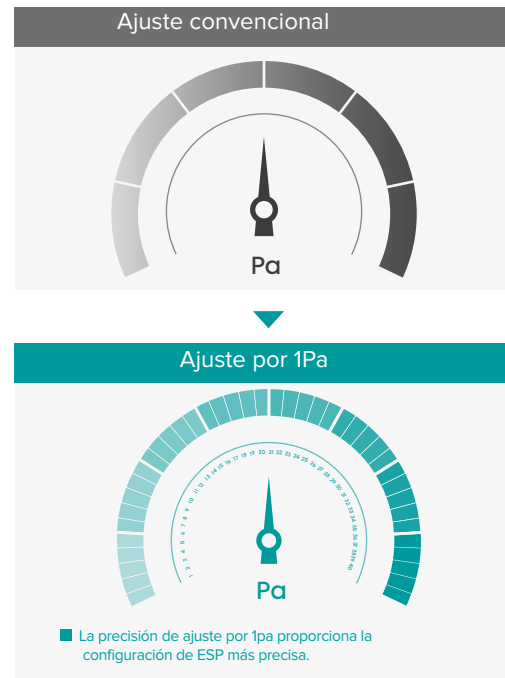 Ajuste convencional
Pa
Ajuste por 1Pa
1 2 3 4 5 6 7 8 9 10 11 12 13 14 15 16 17 18 19 20 21 22 23 24 25 26 27 28 29 30 31 32 33 34 35 36 37 38 39 40
Pa
La precisión de ajuste por 1pa proporciona la
configuración de ESP más precisa.